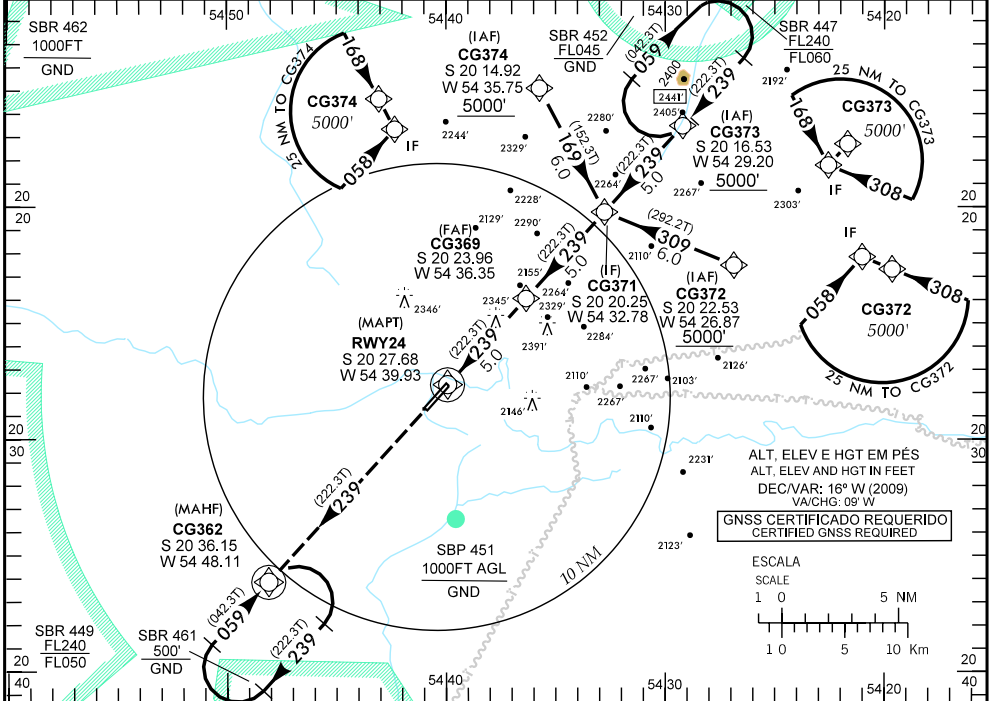 54 50
54 40
54 30
54 20
SBR 462
1000FT
GND
168
CG374
5000'
IF
058
25 NM TO CG374
(IAF)
CG374
S 20 14.92
W 54 35.75
5000'
SBR 452
FL045
GND
(042.3T)
059
239
(222.3T)
2400
2441'
2405'
SBR 447
FL240
FL060
2192'
25 NM TO CG373
168
CG373
5000'
IF
308
(IAF)
CG373
S 20 16.53
W 54 29.20
5000'
2244'
2329'
2280'
(152.3T)
169
6.0
(222.3T)
239
5.0
2264'
2267'
2303'
20
20
20
20
2228'
2129'
2290'
(FAF)
CG369
S 20 23.96
W 54 36.35
(222.3T)
239
5.0
(292.2T)
309
6.0
2110'
IF
058
308
CG372
5000'
25 NM TO CG372
(IF)
CG371
S 20 20.25
W 54 32.78
(IAF)
CG372
S 20 22.53
W 54 26.87
5000'
2155'
2264'
2345'
2329'
2346'
2391'
2284'
(MAPT)
RWY24
S 20 27.68
W 54 39.93
(222.3T)
239
5.0
2126'
2110'
2267'
2103'
2267'
2146'
2110'
20
30
20
30
2231'
2123'
ALT, ELEV E HGT EM PÉS
ALT, ELEV AND HGT IN FEET
DEC/VAR: 16° W (2009)
VA/CHG: 09' W
GNSS CERTIFICADO REQUERIDO
CERTIFIED GNSS REQUIRED
(222.3T)
239
(MAHF)
CG362
S 20 36.15
W 54 48.11
SBP 451
1000FT AGL
GND
10 NM
ESCALA
SCALE
1 0 5 NM
1 0 5 10 Km
(042.3T)
059
(222.3T)
239
SBR 449
FL240
FL050
SBR 461
500'
GND
20
40
20
40
54 40
54 30
54 20